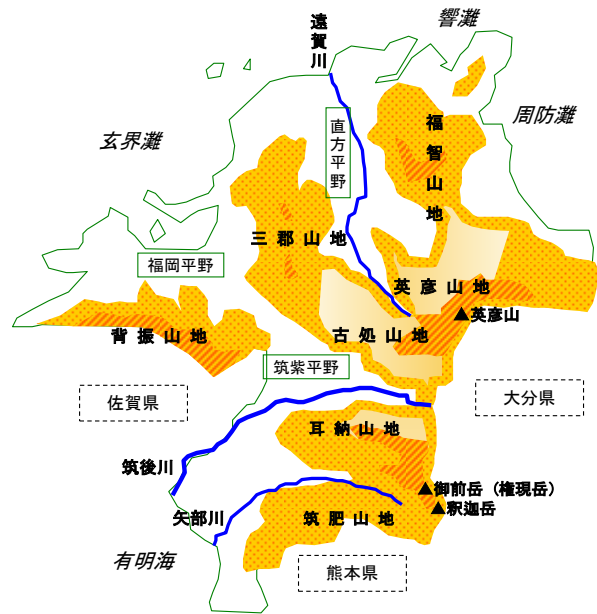 響灘
遠賀川
周防灘
玄界灘
直方平野
福智山地
三郡山地
福岡平野
英彦山地
▲英彦山
背振山地
古処山地
筑紫平野
佐賀県
大分県
耳納山地
筑後川
▲御前岳（権現岳）
▲釈迦岳
矢部川
筑肥山地
有明海
熊本県